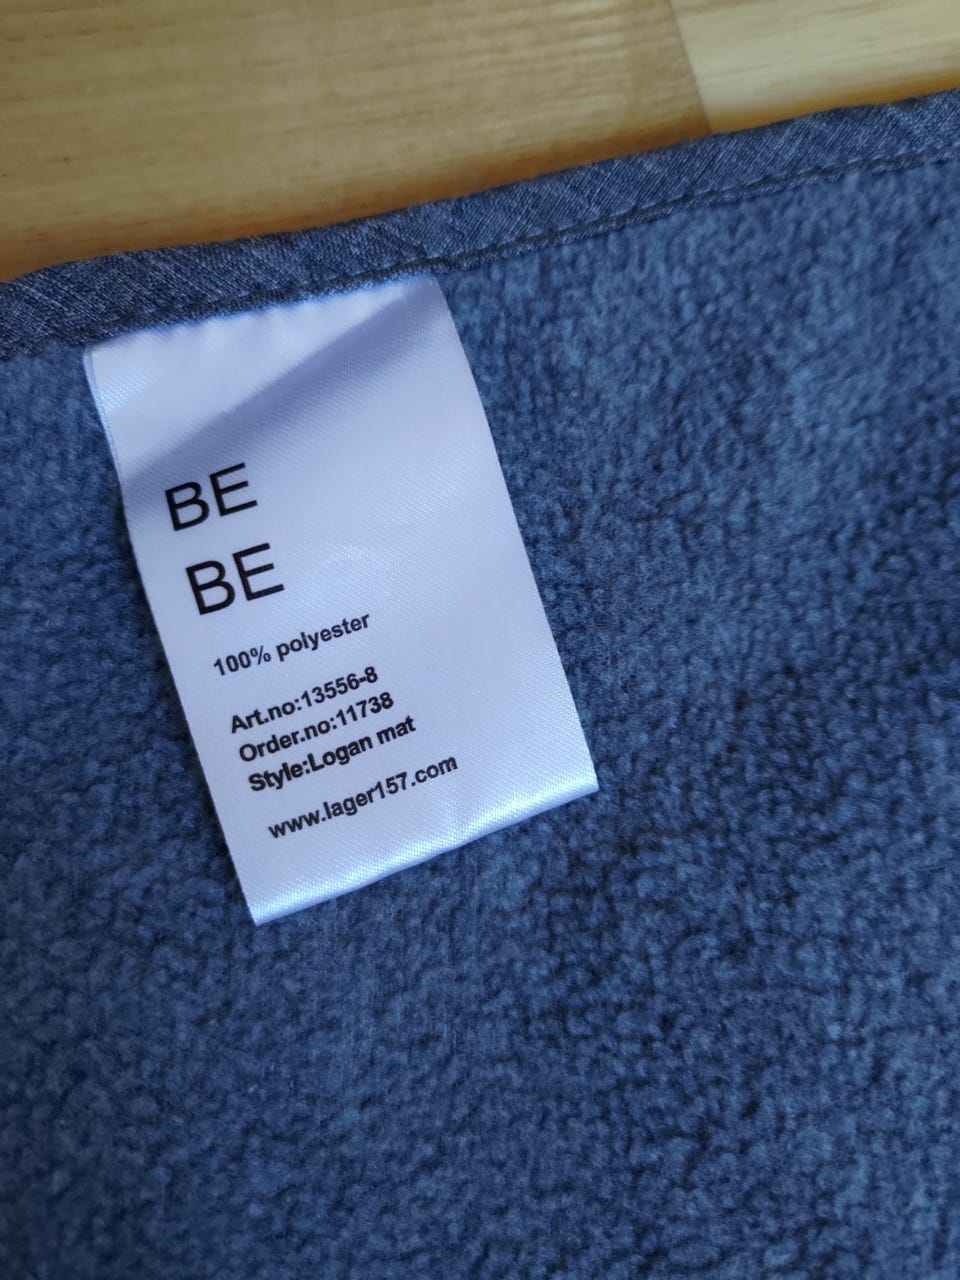 BE
BE
100% polyester
Art.no:13556-8
Order.no:11738
Style:Logan mat
www.lager157.com